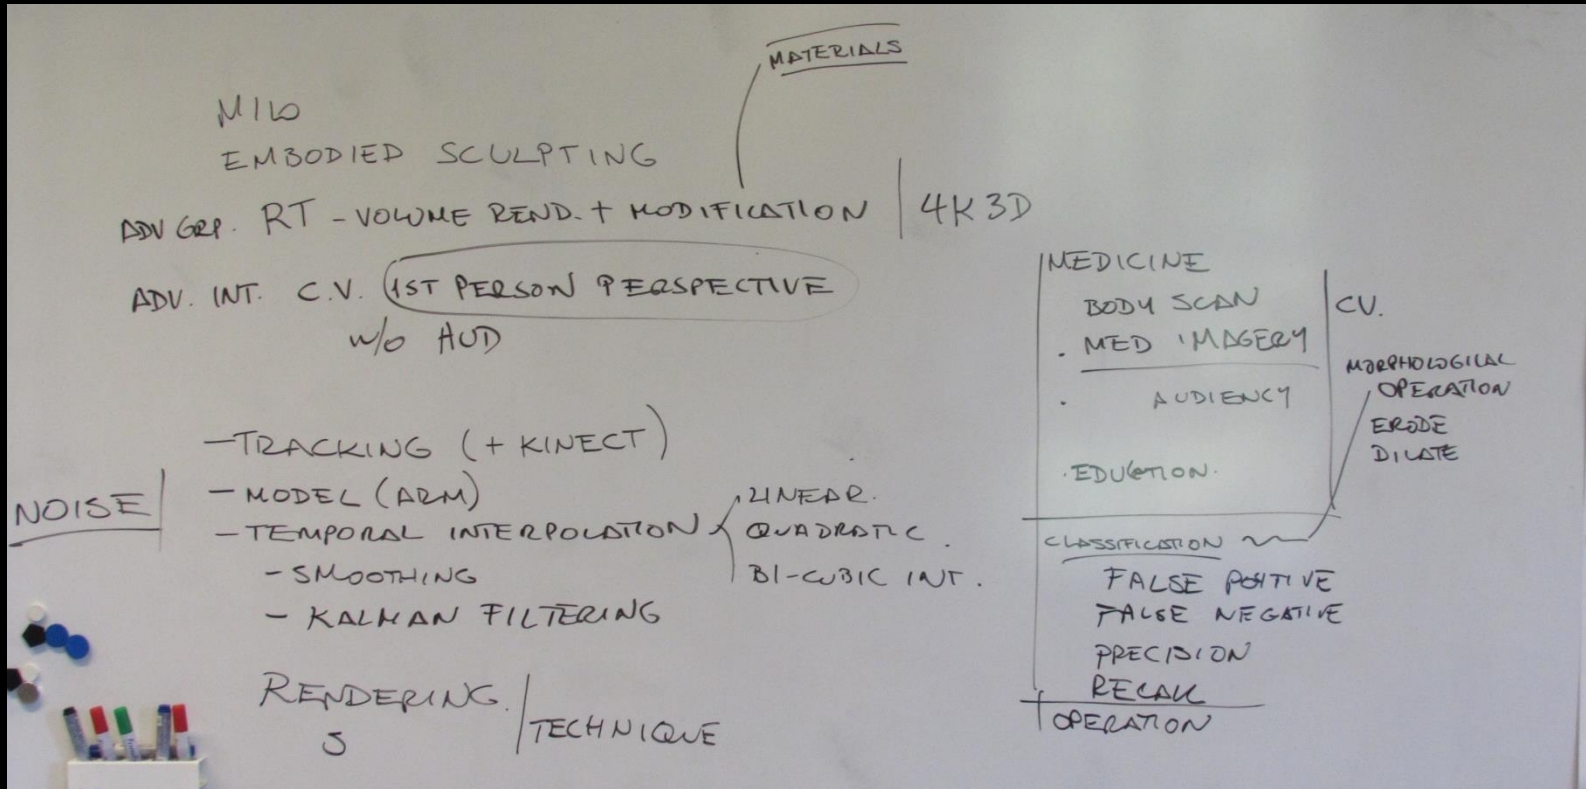 MATERIALS
MILO
EMBODIED SCULPTING
ADV GRP. RT - VOLUME REND. + MODIFICATION | 4K 3D
ADV. INT. C.V. (1ST PERSON PERSPECTIVE)
w/o HUD
- TRACKING (+ KINECT)
- MODEL (ARM)
NOISE
- TEMPORAL INTERPOLATION
- SMOOTHING
- KALMAN FILTERING
LINEAR.
QUADRATIC.
BI-CUBIC INT.
RENDERING.
5
TECHNIQUE
MEDICINE
BODY SCAN
. MED IMAGERY
. AUDIENCY
. EDUCATION.
CV.
MORPHOLOGICAL
OPERATION
ERODE
DILATE
CLASSIFICATION
FALSE POSITIVE
FALSE NEGATIVE
PRECISION
RECALL
OPERATION